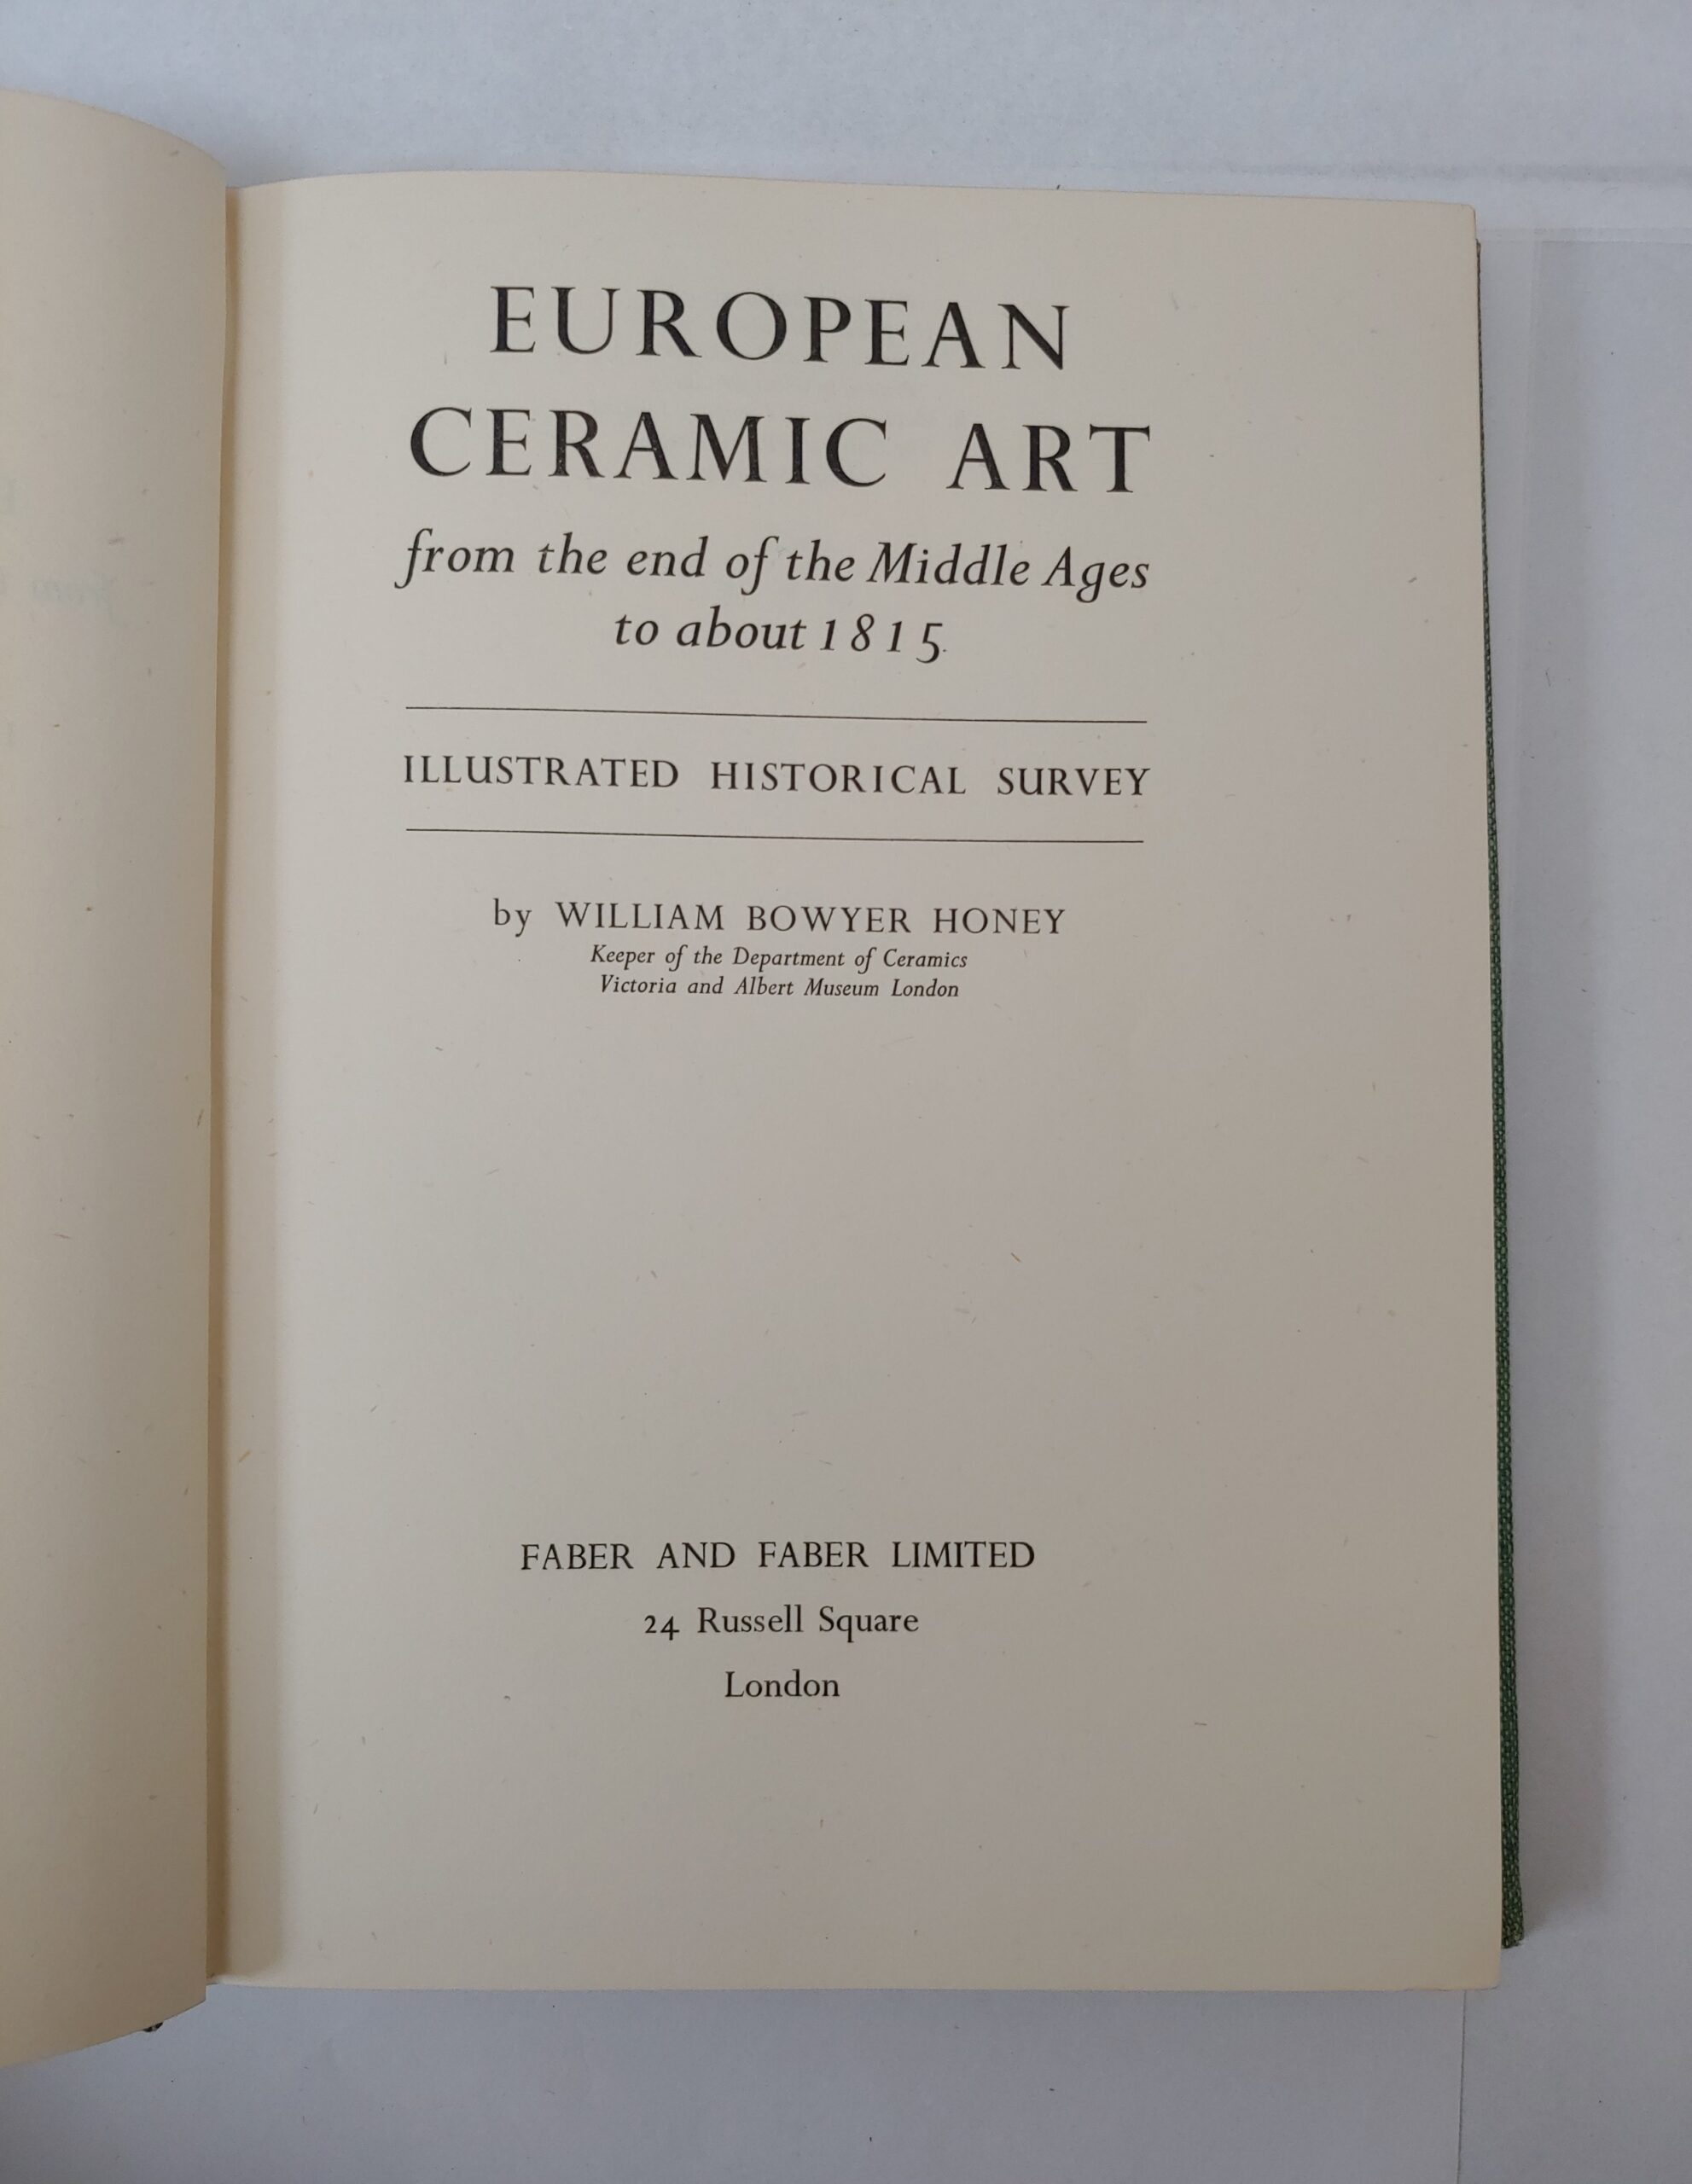 EUROPEAN
CERAMIC ART
from the end of the Middle Ages
to about 1815
ILLUSTRATED HISTORICAL SURVEY
by WILLIAM BOWYER HONEY
Keeper of the Department of Ceramics
Victoria and Albert Museum London
FABER AND FABER LIMITED
24 Russell Square
London